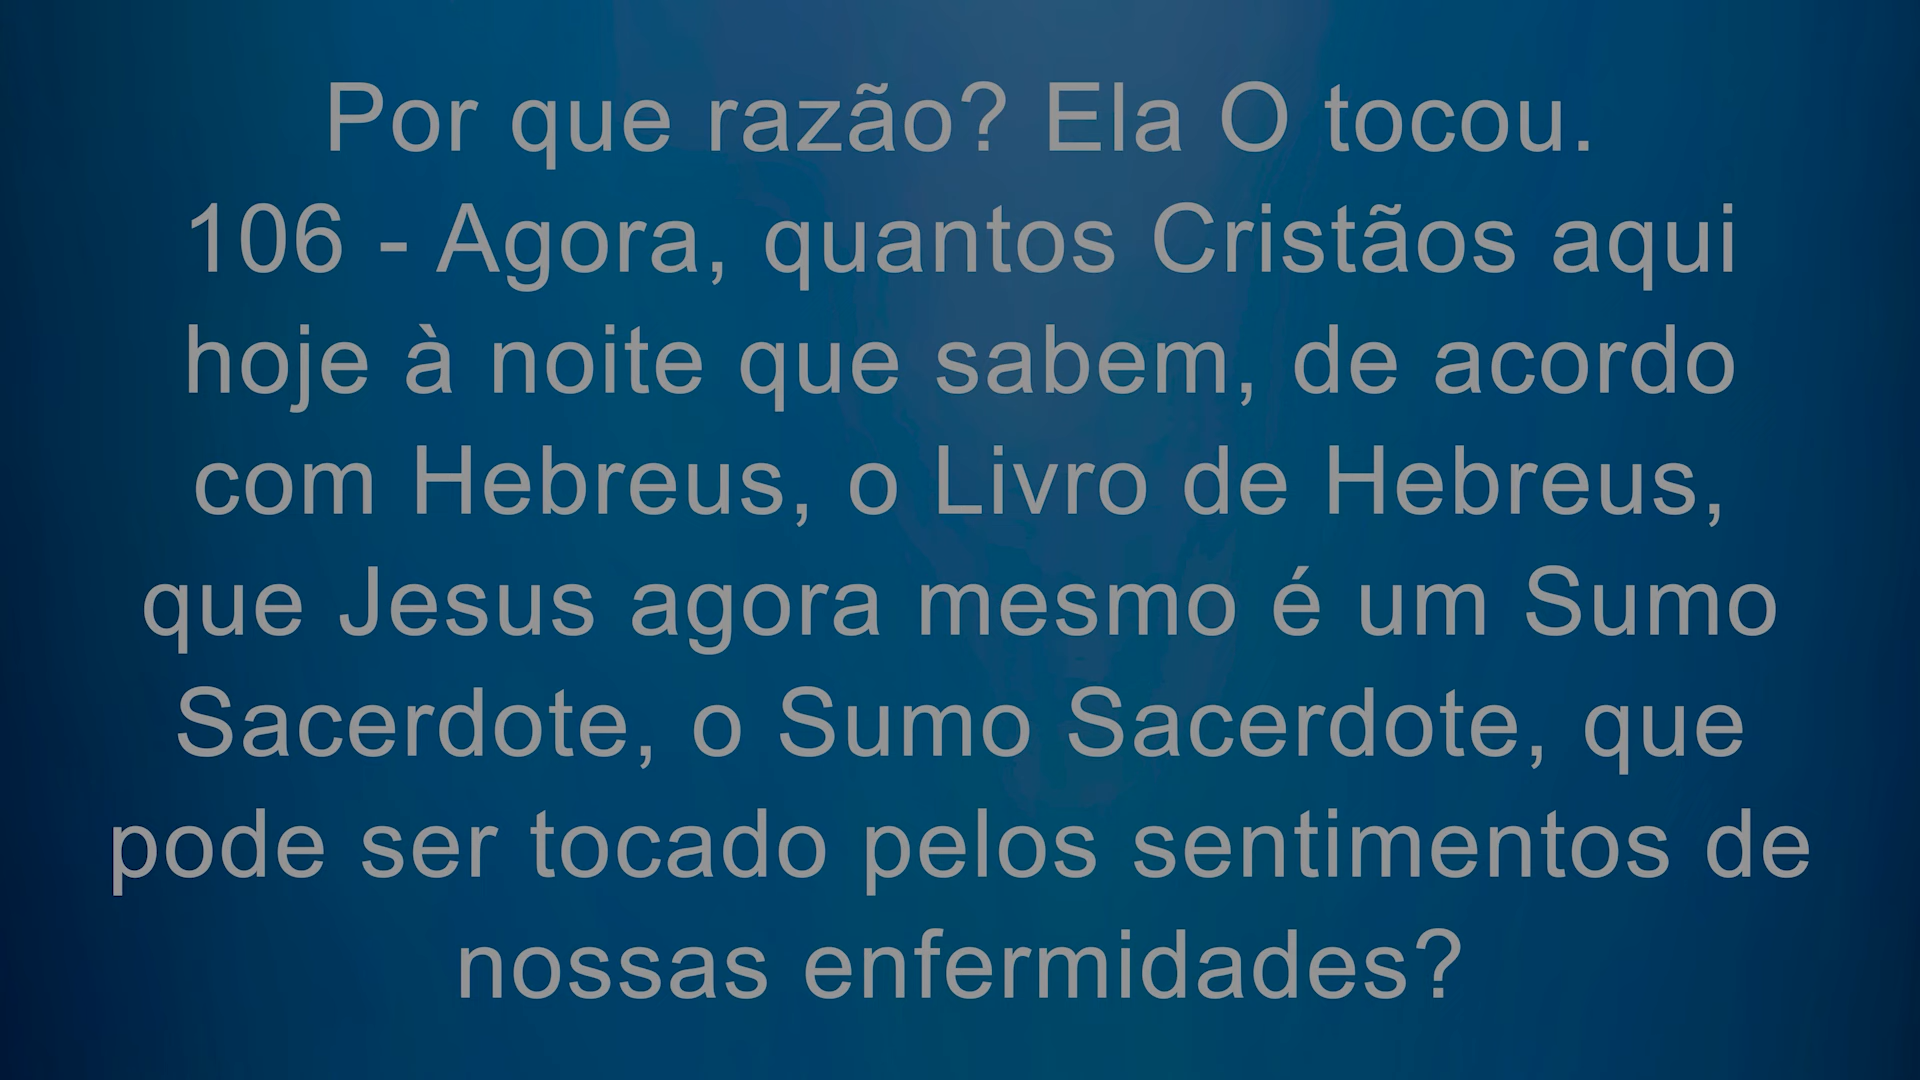 Por que razão? Ela O tocou.
106 - Agora, quantos Cristãos aqui
hoje à noite que sabem, de acordo
com Hebreus, o Livro de Hebreus,
que Jesus agora mesmo é um Sumo
Sacerdote, o Sumo Sacerdote, que
pode ser tocado pelos sentimentos de
nossas enfermidades?